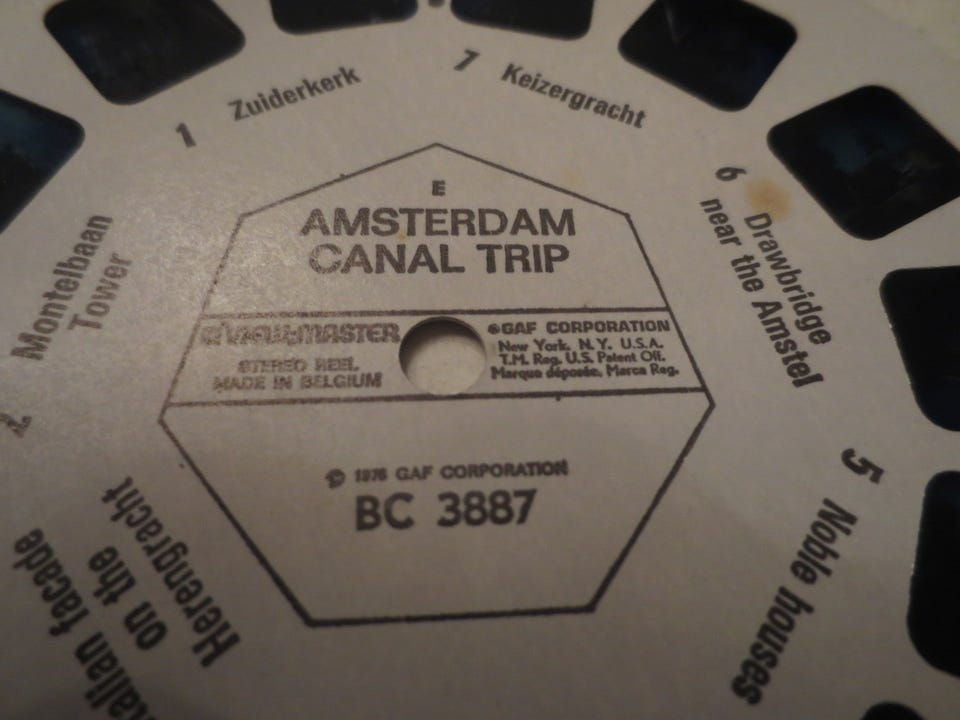 E
AMSTERDAM
CANAL TRIP
VIEW-MASTER
STEREO REEL
MADE IN BELGIUM
®GAF CORPORATION
New York, N.Y. U.S.A.
T.M. Reg. U.S. Patent Off.
Marque déposée, Marca Reg.
© 1976 GAF CORPORATION
BC 3887
1 Zuiderkerk
2 Montelbaan
Tower
facade
on the
Herengracht
5 Noble houses
6 Drawbridge
near the Amstel
7 Keizergracht